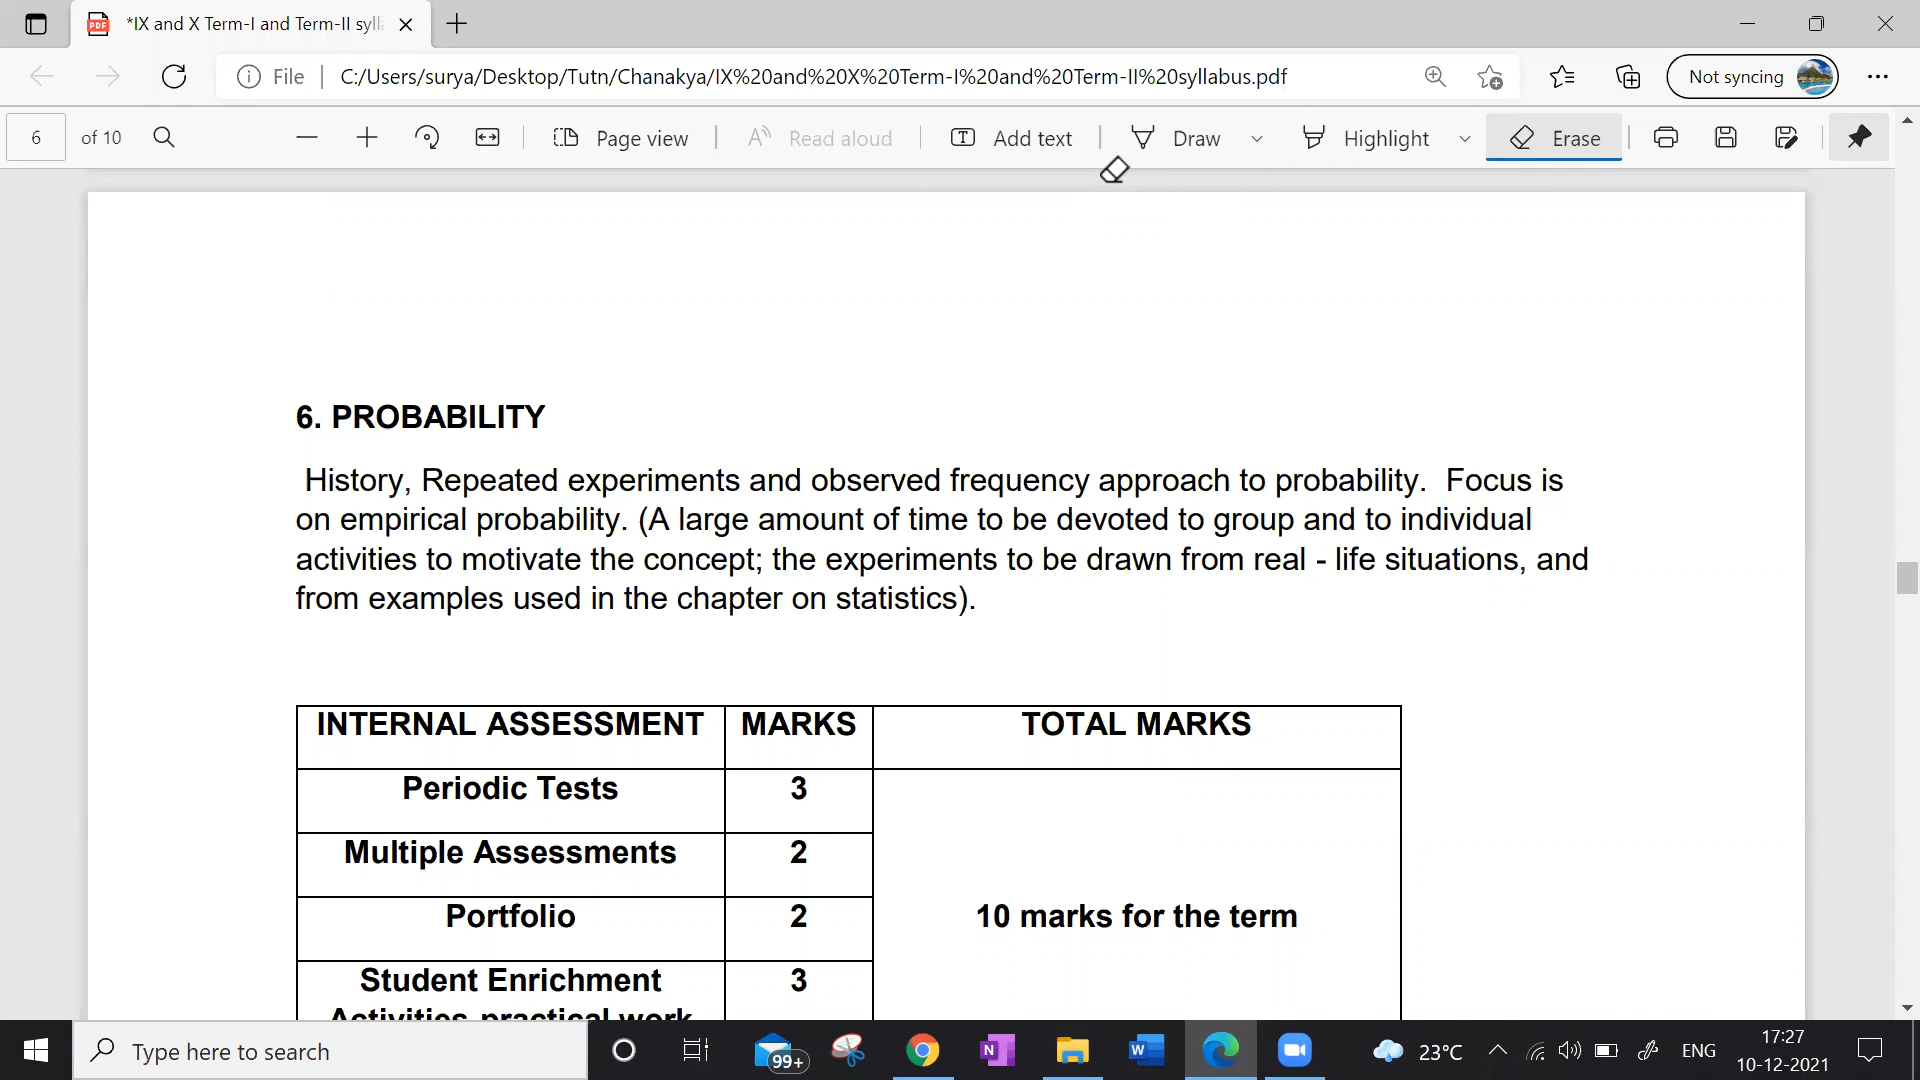 *IX and X Term-I and Term-II syll
File
C:/Users/surya/Desktop/Tutn/Chanakya/IX%20and%20X%20Term-I%20and%20Term-II%20syllabus.pdf
Not syncing
6 of 10
Page view
Read aloud
Add text
Draw
Highlight
Erase
6. PROBABILITY
History, Repeated experiments and observed frequency approach to probability. Focus is
on empirical probability. (A large amount of time to be devoted to group and to individual
activities to motivate the concept; the experiments to be drawn from real - life situations, and
from examples used in the chapter on statistics).
INTERNAL ASSESSMENT MARKS TOTAL MARKS
Periodic Tests 3
Multiple Assessments 2
Portfolio 2 10 marks for the term
Student Enrichment 3
Activities-practical work
Type here to search
99+
23°C
ENG
17:27
10-12-2021